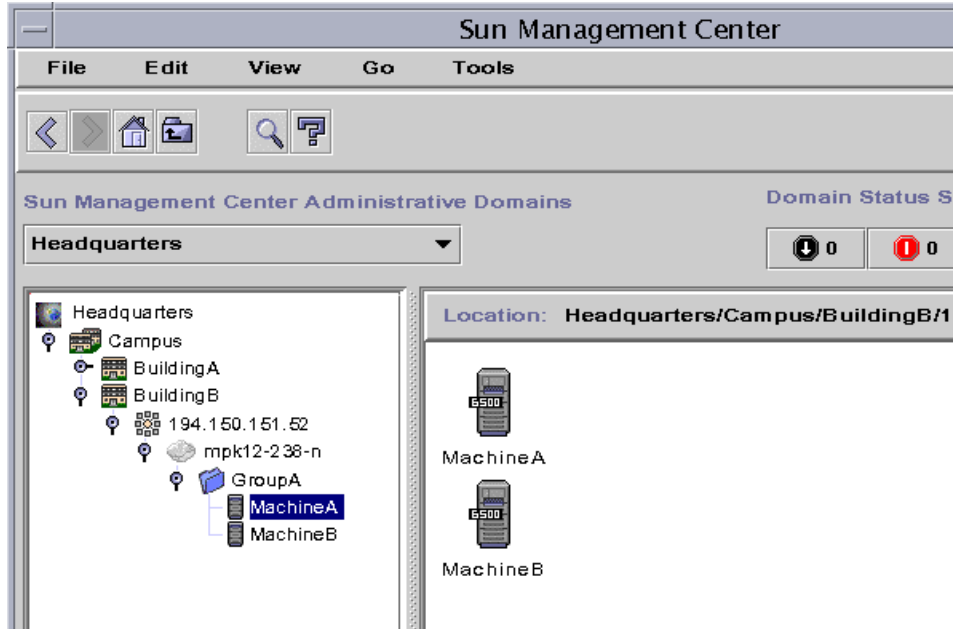 Sun Management Center
File Edit View Go Tools
Sun Management Center Administrative Domains
Domain Status S
Headquarters
0 0
Headquarters
Campus
BuildingA
BuildingB
194.150.151.52
mpk12-238-n
GroupA
MachineA
MachineB
Location: Headquarters/Campus/BuildingB/1
6500
MachineA
6500
MachineB